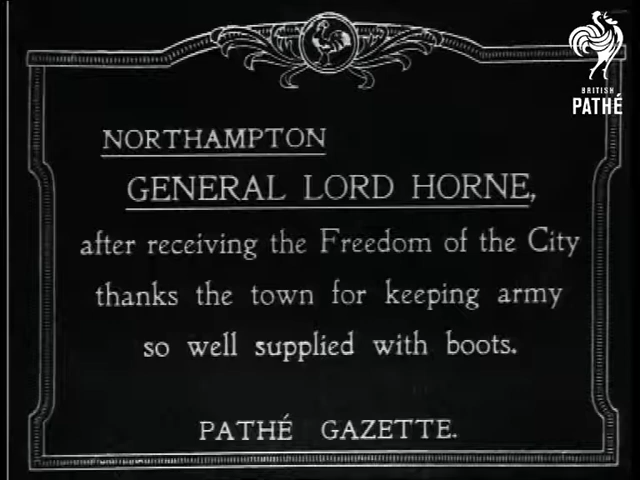 BRITISH
PATHÉ
NORTHAMPTON
GENERAL LORD HORNE,
after receiving the Freedom of the City
thanks the town for keeping army
so well supplied with boots.
PATHÉ GAZETTE.